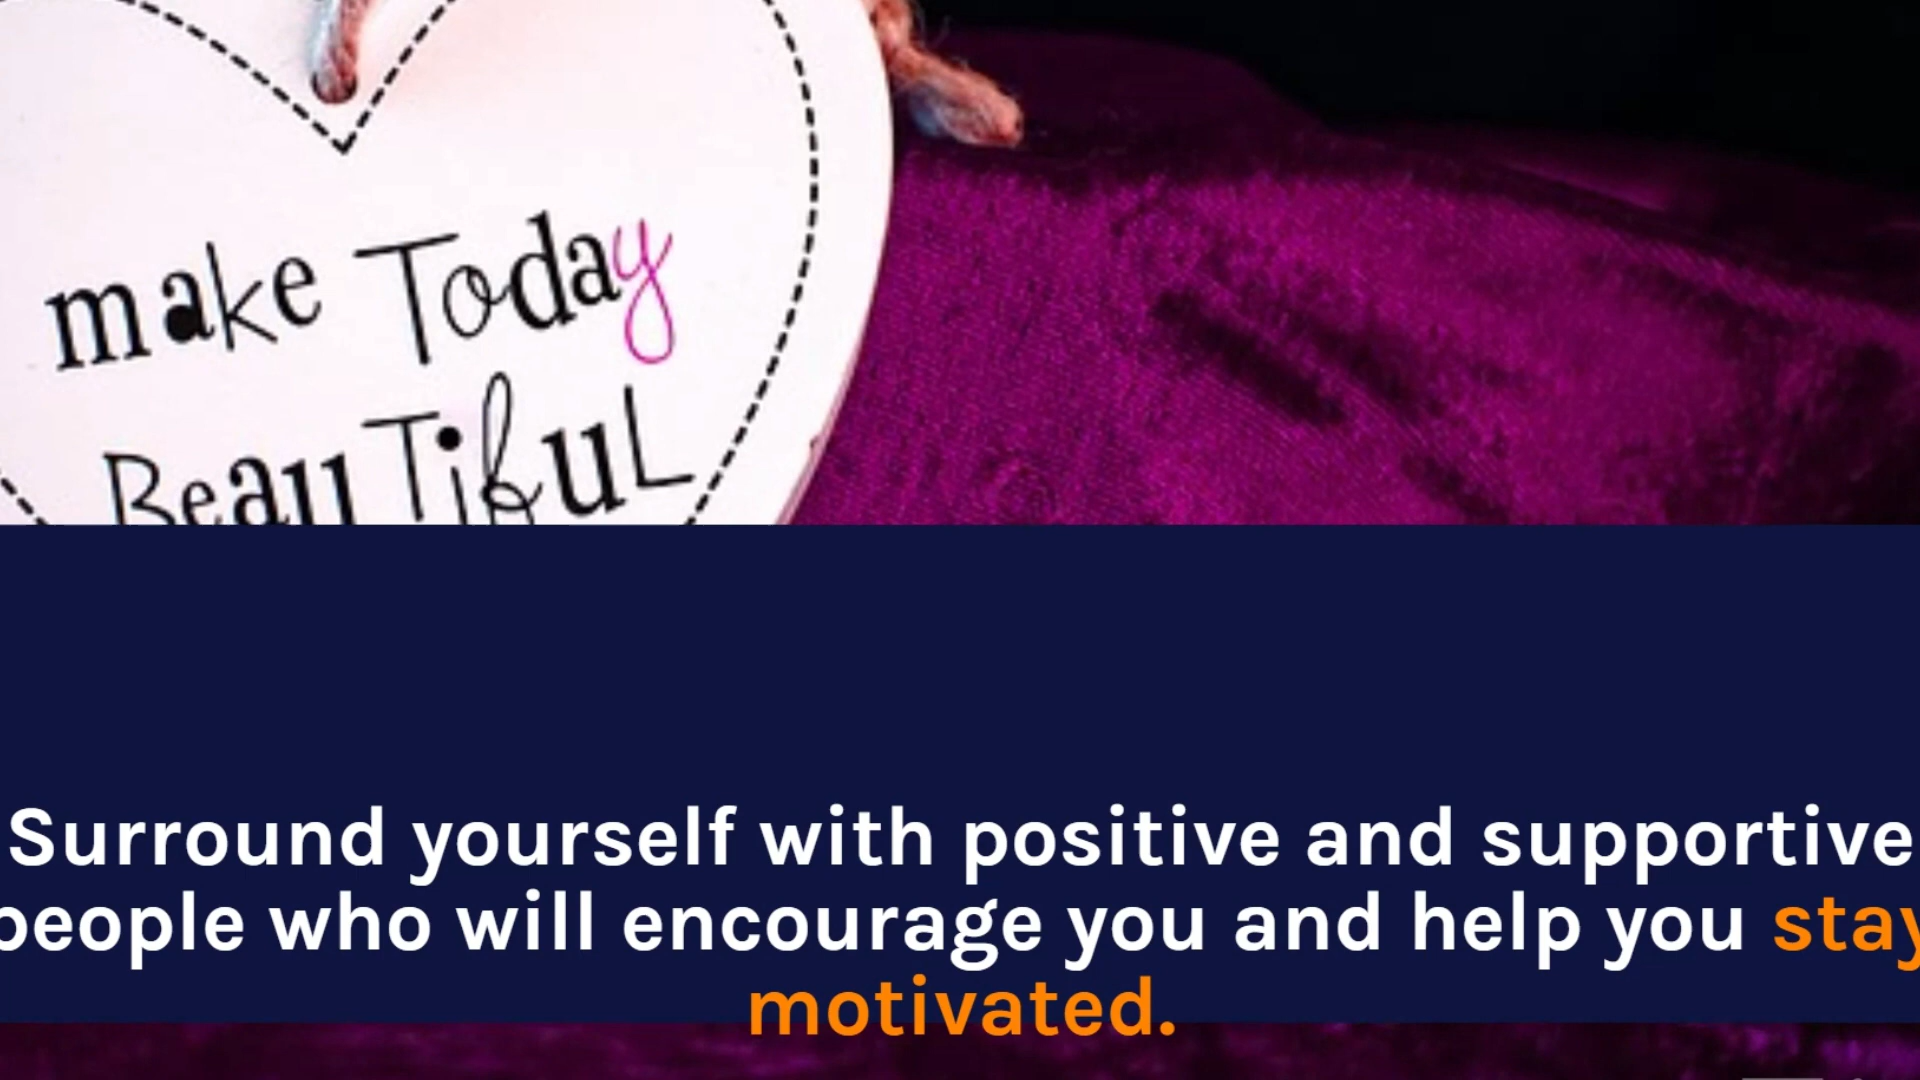 make Today
BeauTifuL
Surround yourself with positive and supportive
people who will encourage you and help you stay
motivated.